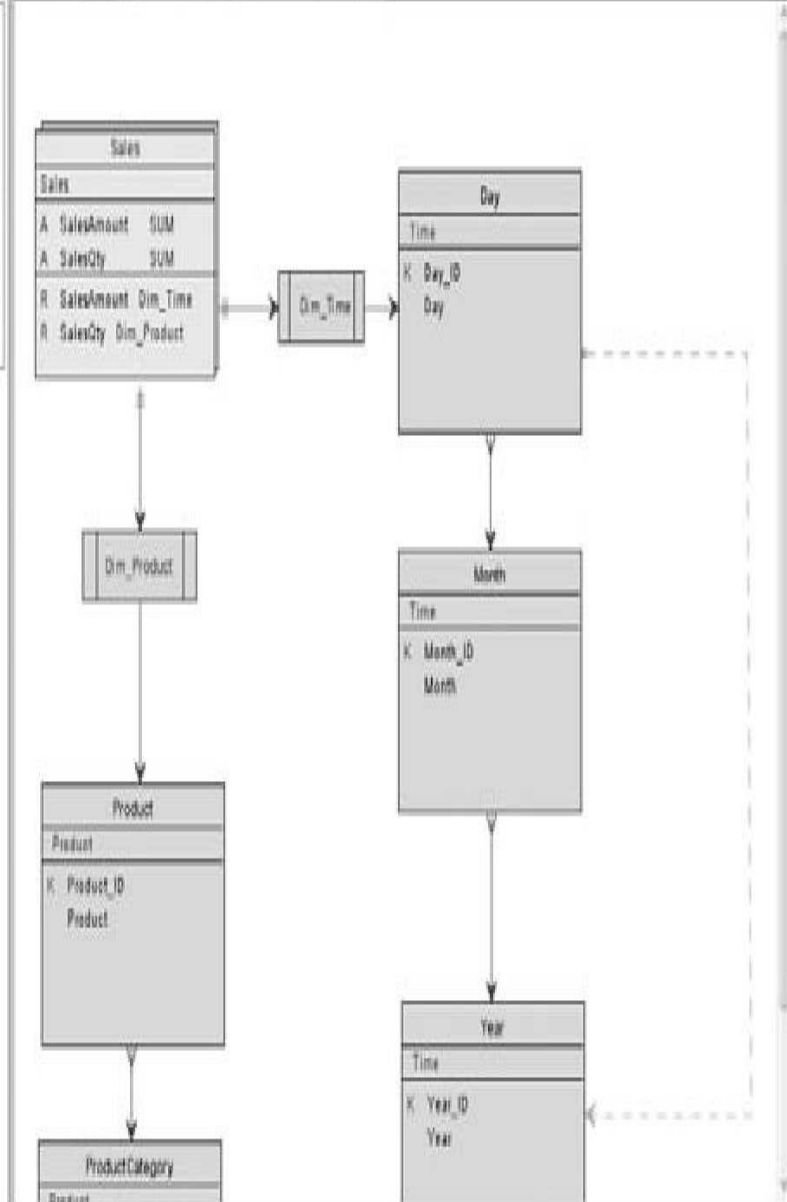 Sales
Sales
A SalesAmount SUM
A SalesQty SUM
R SalesAmount Dim_Time
R SalesQty Dim_Product
Dim_Time
Day
Time
K Day_ID
Day
Dim_Product
Month
Time
K Month_ID
Month
Product
Product
K Product_ID
Product
Year
Time
K Year_ID
Year
ProductCategory
Product